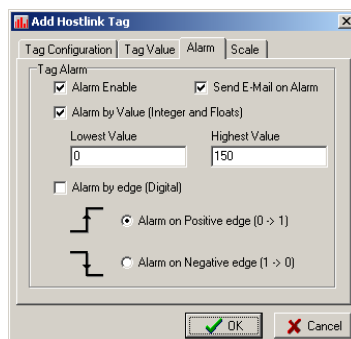 Add Hostlink Tag
Tag Configuration Tag Value Alarm Scale
Tag Alarm
Alarm Enable Send E-Mail on Alarm
Alarm by Value (Integer and Floats)
Lowest Value Highest Value
0 150
Alarm by edge (Digital)
Alarm on Positive edge (0 -> 1)
Alarm on Negative edge (1 -> 0)
OK Cancel